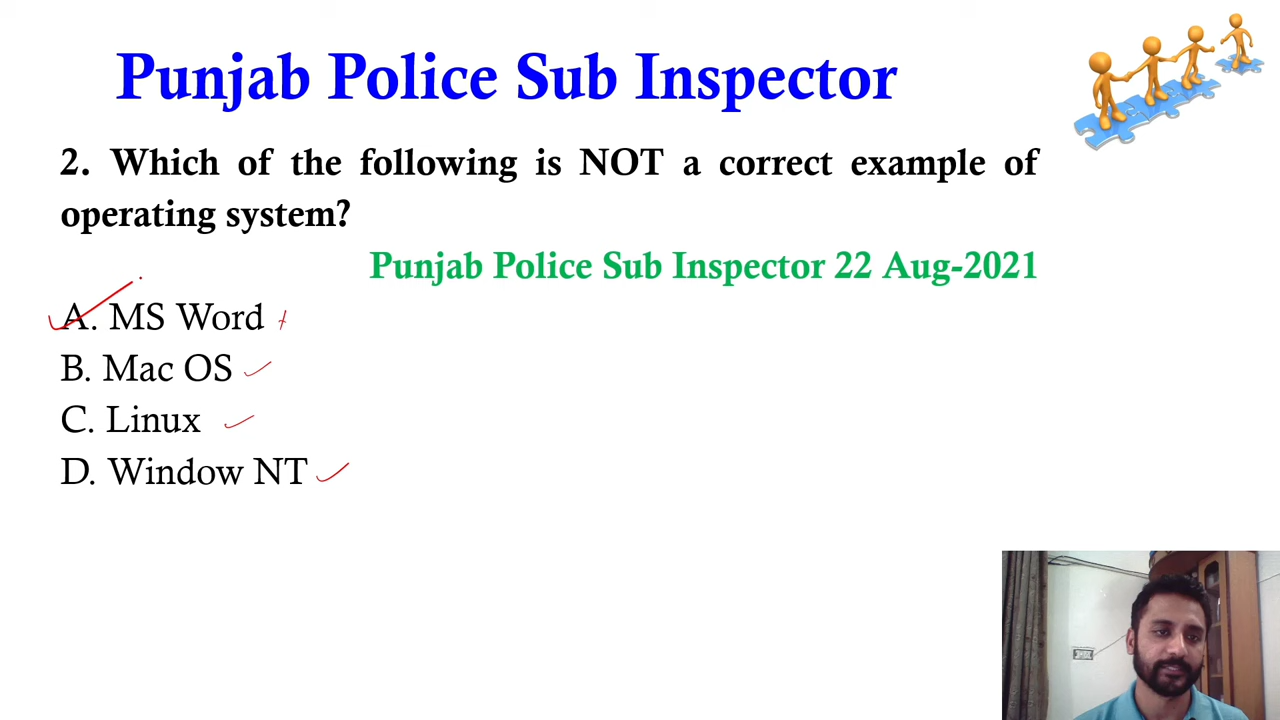 Punjab Police Sub Inspector
2. Which of the following is NOT a correct example of
operating system?
Punjab Police Sub Inspector 22 Aug-2021
A. MS Word
B. Mac OS
C. Linux
D. Window NT